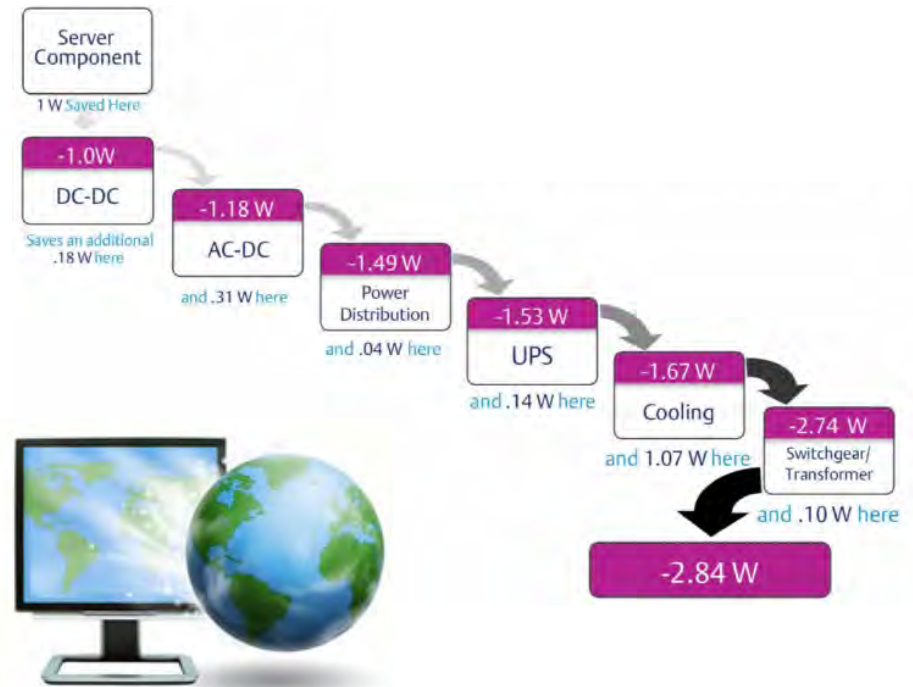 Server
Component
1 W Saved Here
-1.0W
DC-DC
Saves an additional
.18 W here
-1.18 W
AC-DC
and .31 W here
-1.49 W
Power
Distribution
and .04 W here
-1.53 W
UPS
and .14 W here
-1.67 W
Cooling
and 1.07 W here
-2.74 W
Switchgear/
Transformer
and .10 W here
-2.84 W